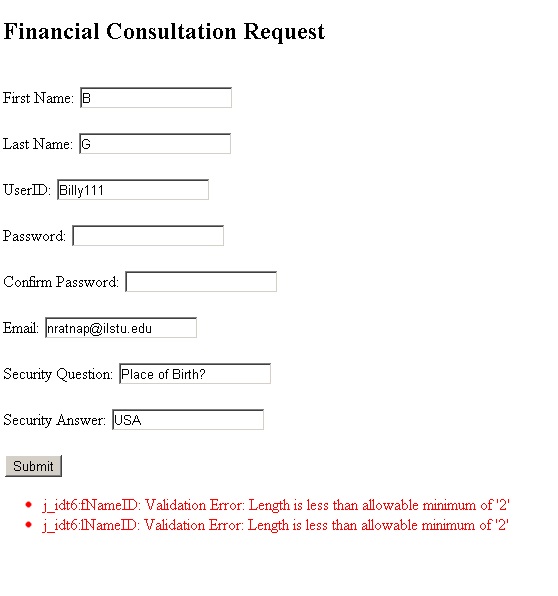 Financial Consultation Request
First Name: B
Last Name: G
UserID: Billy111
Password:
Confirm Password:
Email: nratnap@ilstu.edu
Security Question: Place of Birth?
Security Answer: USA
Submit
j_idt6:fNameID: Validation Error: Length is less than allowable minimum of '2'
j_idt6:lNameID: Validation Error: Length is less than allowable minimum of '2'